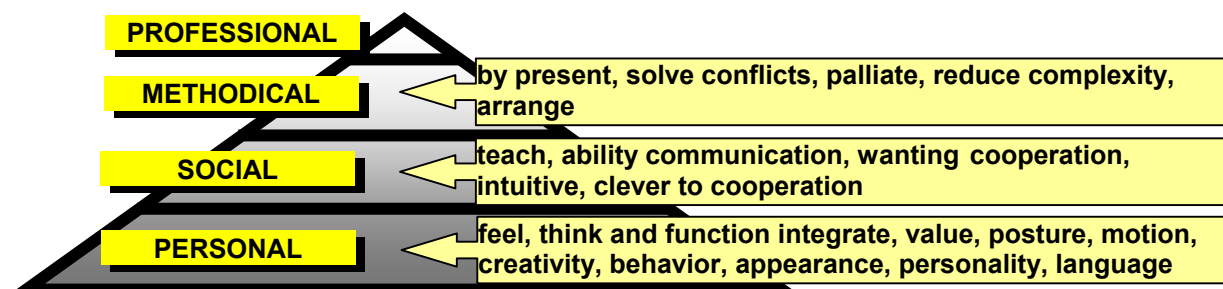 PROFESSIONAL
METHODICAL
by present, solve conflicts, palliate, reduce complexity,
arrange
SOCIAL
teach, ability communication, wanting cooperation,
intuitive, clever to cooperation
PERSONAL
feel, think and function integrate, value, posture, motion,
creativity, behavior, appearance, personality, language